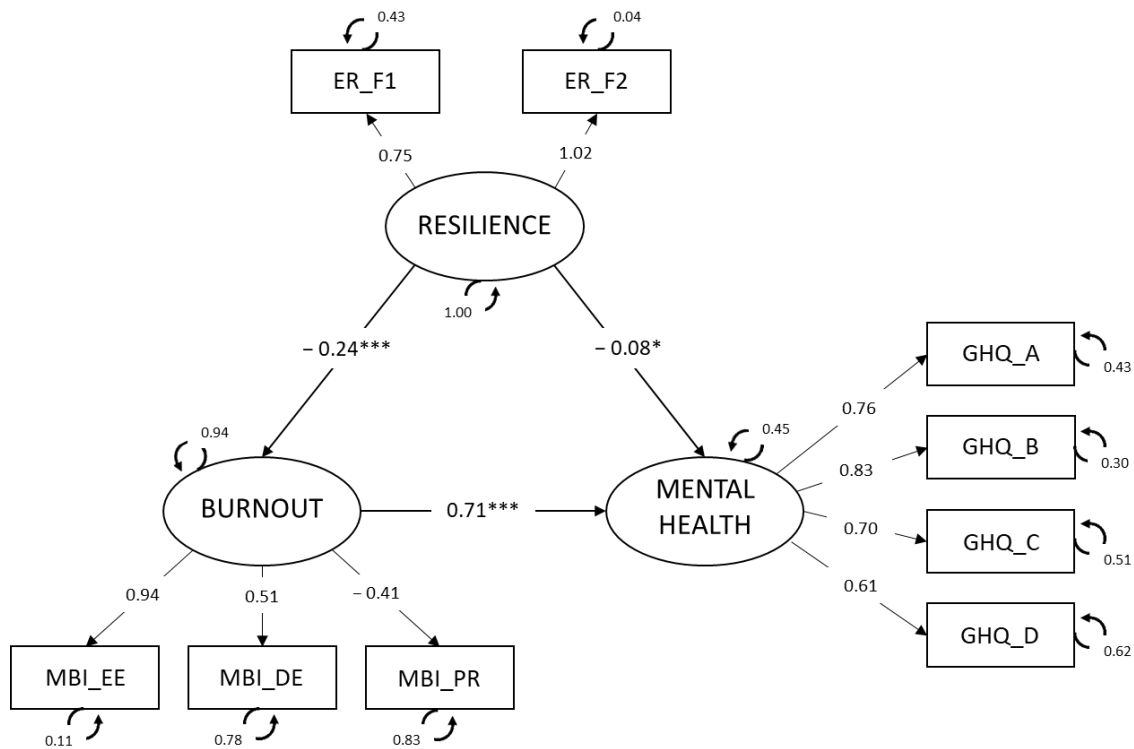 0.43
0.04
ER_F1
ER_F2
0.75
1.02
RESILIENCE
1.00
− 0.24***
− 0.08*
GHQ_A
0.43
0.76
0.94
0.45
GHQ_B
0.30
0.83
BURNOUT
0.71***
MENTAL
HEALTH
0.70
GHQ_C
0.51
0.61
0.94
0.51
− 0.41
GHQ_D
0.62
MBI_EE
MBI_DE
MBI_PR
0.11
0.78
0.83